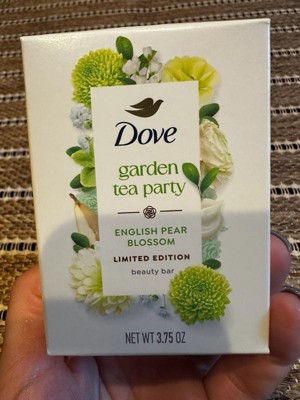 Dove
garden
tea party
ENGLISH PEAR
BLOSSOM
LIMITED EDITION
beauty bar
NET WT 3.75 OZ